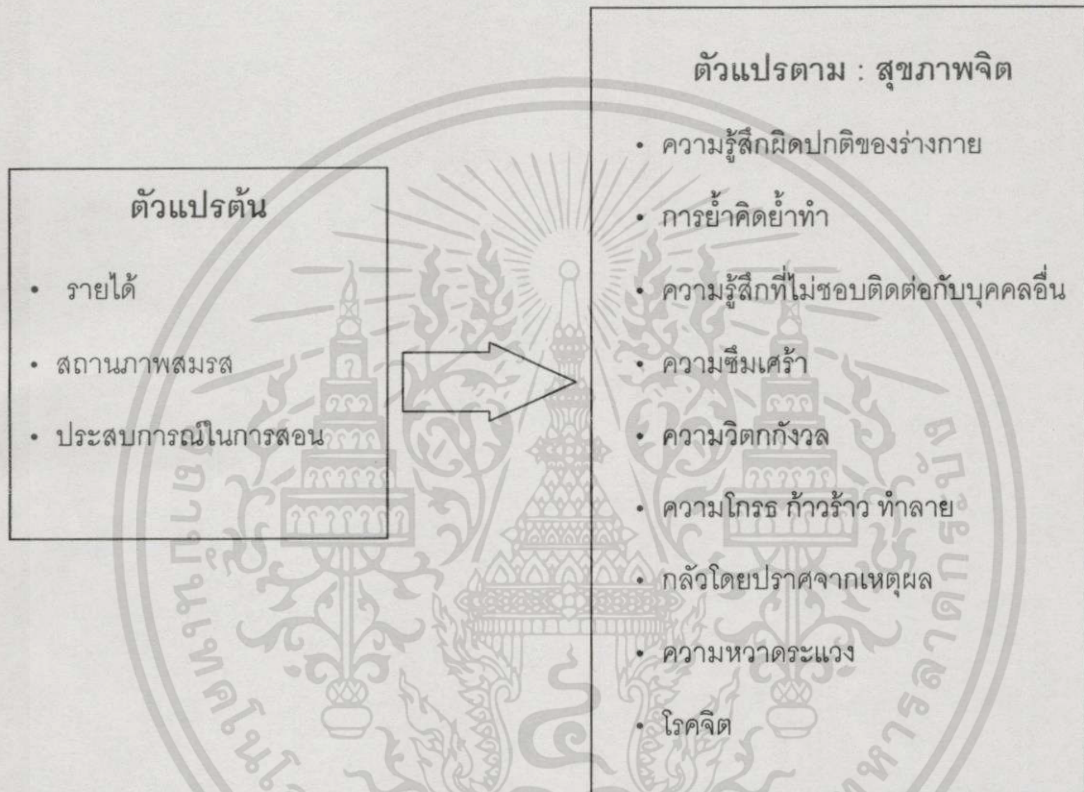 ตัวแปรต้น
• รายได้
• สถานภาพสมรส
• ประสบการณ์ในการสอน
ตัวแปรตาม : สุขภาพจิต
• ความรู้สึกผิดปกติของร่างกาย
• การย้ำคิดย้ำทำ
• ความรู้สึกที่ไม่ชอบติดต่อกับบุคคลอื่น
• ความซึมเศร้า
• ความวิตกกังวล
• ความโกรธ ก้าวร้าว ทำลาย
• กลัวโดยปราศจากเหตุผล
• ความหวาดระแวง
• โรคจิต